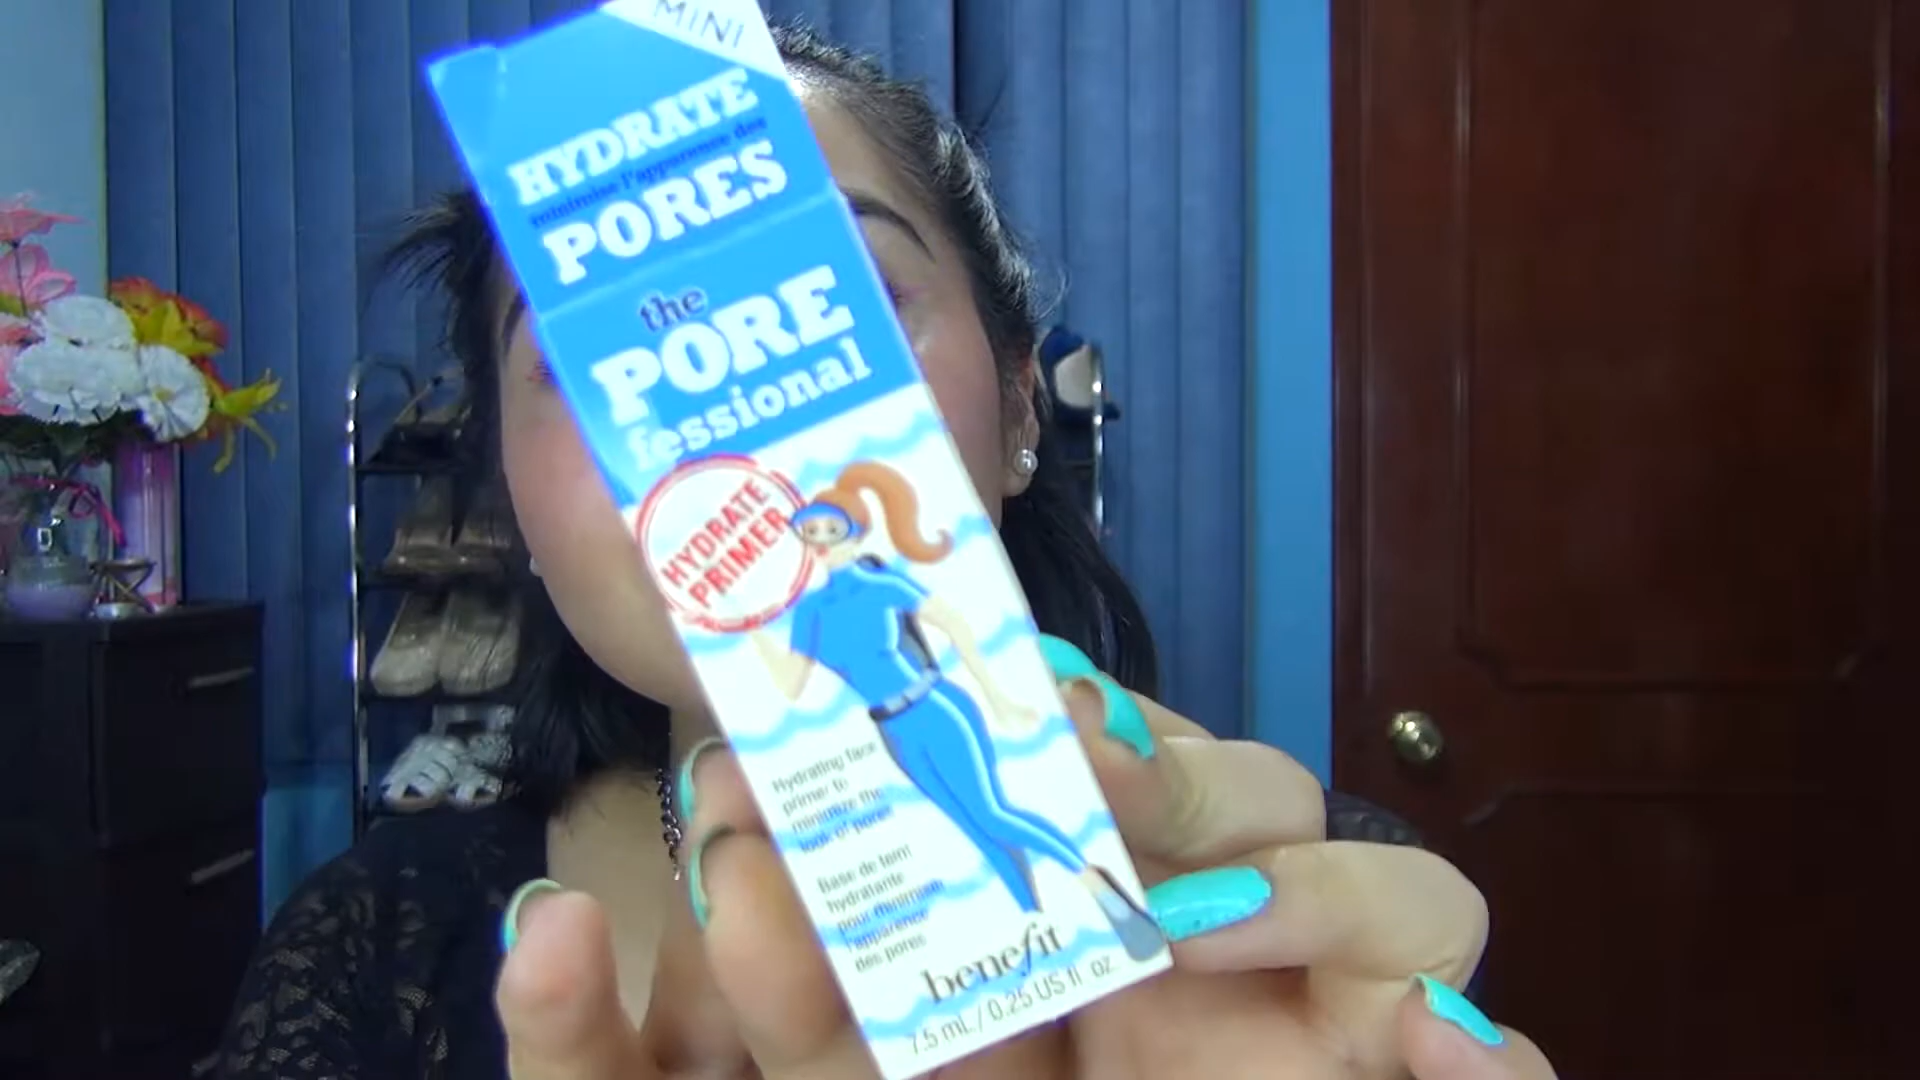 MINI
HYDRATE
minimise l'apparence des
PORES
the
PORE
fessional
HYDRATE
PRIMER
Hydrating face
primer to
minimize the
look of pores
Base de teint
hydratante
pour minimiser
l'apparence
des pores
benefit
7.5 mL / 0.25 US fl. oz.